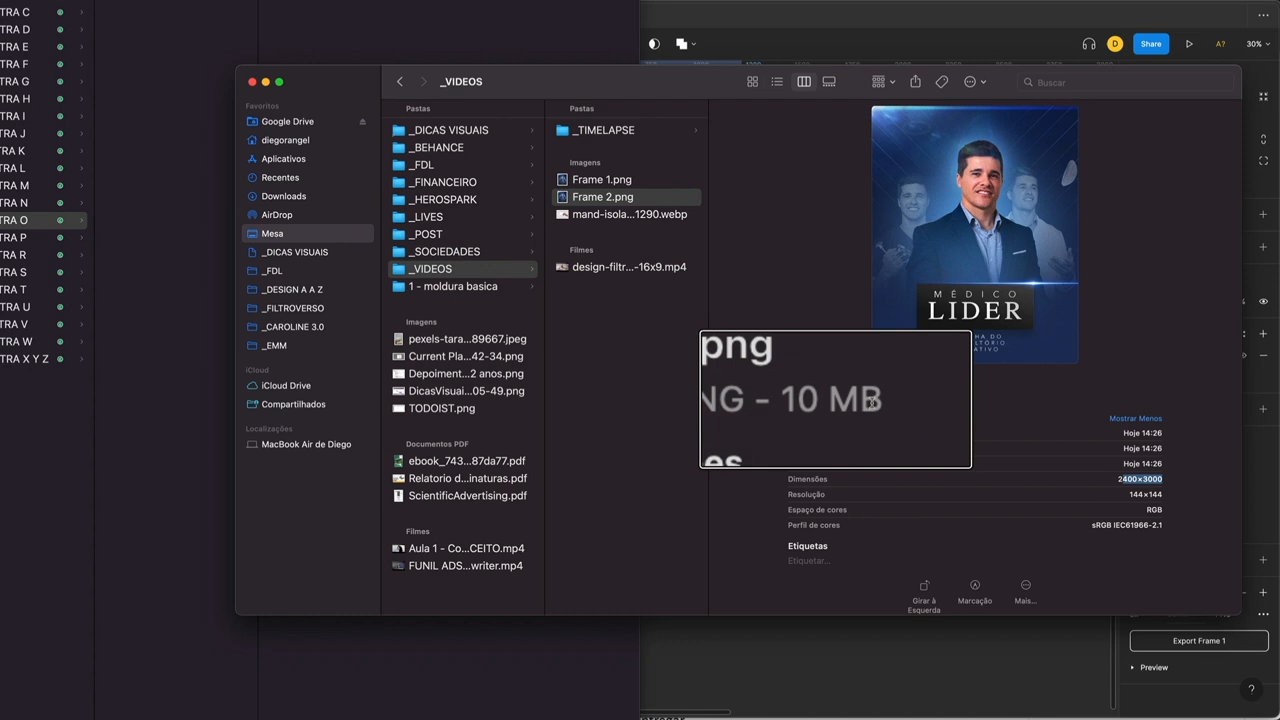 TRA C
TRA D
TRA E
TRA F
TRA G
TRA H
TRA I
TRA J
TRA K
TRA L
TRA M
TRA N
TRA O
TRA P
TRA R
TRA S
TRA T
TRA U
TRA V
TRA W
TRA X Y Z
D
Share
A?
30%
_VIDEOS
Buscar
Favoritos
Google Drive
diegorangel
Aplicativos
Recentes
Downloads
AirDrop
Mesa
_DICAS VISUAIS
_FDL
_DESIGN A A Z
_FILTROVERSO
_CAROLINE 3.0
_EMM
iCloud
iCloud Drive
Compartilhados
Localizações
MacBook Air de Diego
Pastas
_DICAS VISUAIS
_BEHANCE
_FDL
_FINANCEIRO
_HEROSPARK
_LIVES
_POST
_SOCIEDADES
_VIDEOS
1 - moldura basica
Imagens
pexels-tara...89667.jpeg
Current Pla...42-34.png
Depoiment...2 anos.png
DicasVisuai...05-49.png
TODOIST.png
Documentos PDF
ebook_743...87da77.pdf
Relatorio d...inaturas.pdf
ScientificAdvertising.pdf
Filmes
Aula 1 - Co...CEITO.mp4
FUNIL ADS...writer.mp4
Pastas
_TIMELAPSE
Imagens
Frame 1.png
Frame 2.png
mand-isola...1290.webp
Filmes
design-filtr...-16x9.mp4
MÉDICO
LIDER
HA DO
ATIVO
png
NG - 10 MB
es
Mostrar Menos
Hoje 14:26
Hoje 14:26
Hoje 14:26
Dimensões 2400×3000
Resolução 144×144
Espaço de cores RGB
Perfil de cores sRGB IEC61966-2.1
Etiquetas
Etiquetar...
Girar à
Esquerda
Marcação
Mais...
Export Frame 1
Preview
?